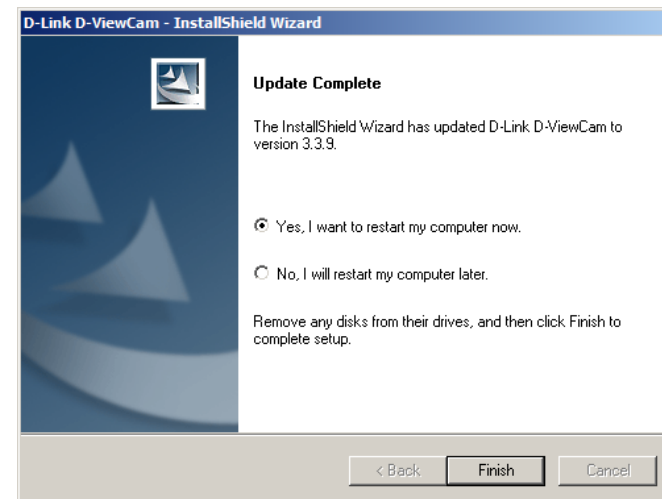 D-Link D-ViewCam - InstallShield Wizard
Update Complete
The InstallShield Wizard has updated D-Link D-ViewCam to
version 3.3.9.
Yes, I want to restart my computer now.
No, I will restart my computer later.
Remove any disks from their drives, and then click Finish to
complete setup.
< Back Finish Cancel